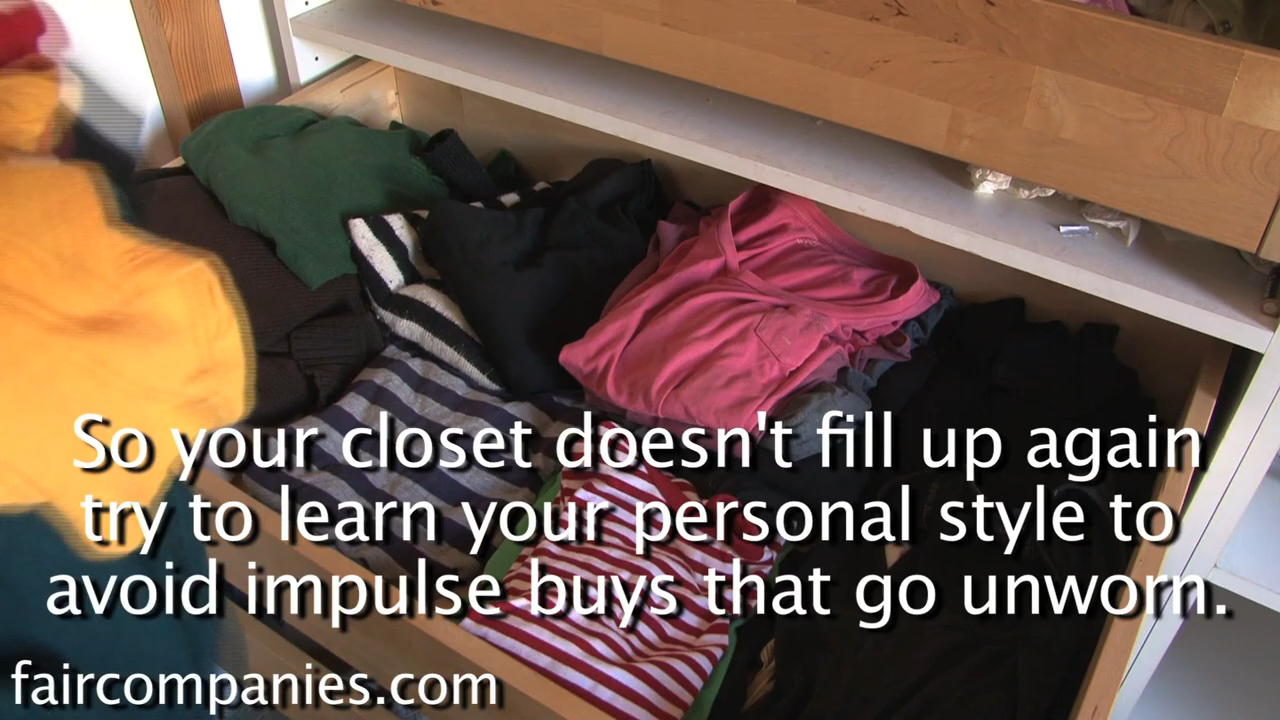 So your closet doesn't fill up again
try to learn your personal style to
avoid impulse buys that go unworn.
faircompanies.com